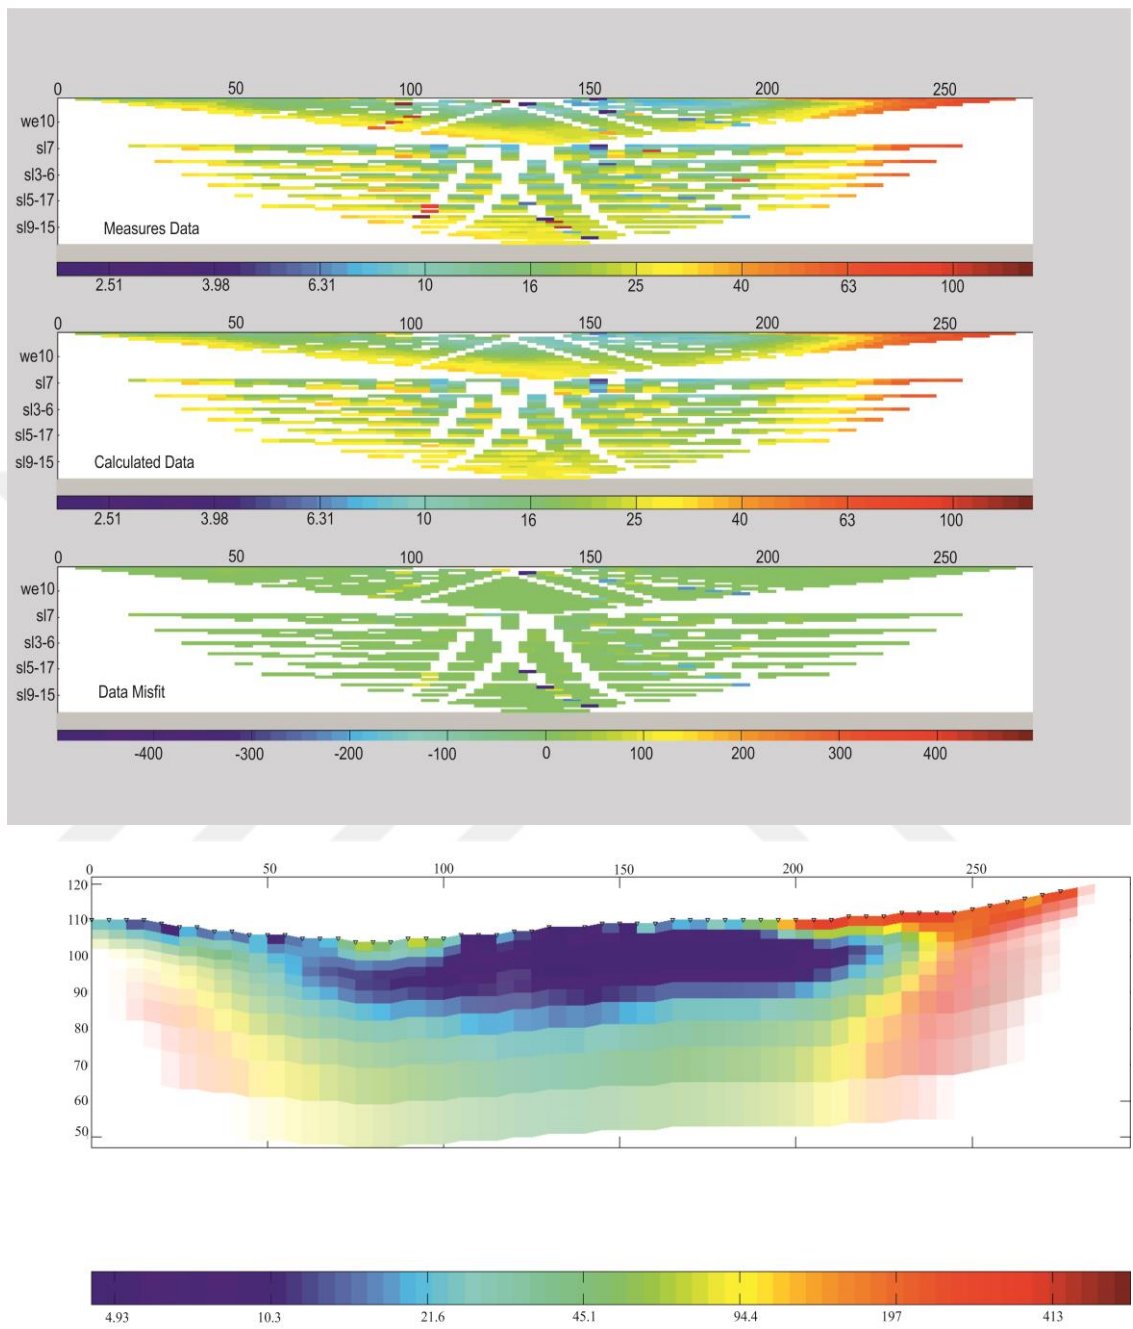 0 50 100 150 200 250
we10
sl7
sl3-6
sl5-17
sl9-15
Measures Data
2.51 3.98 6.31 10 16 25 40 63 100
0 50 100 150 200 250
we10
sl7
sl3-6
sl5-17
sl9-15
Calculated Data
2.51 3.98 6.31 10 16 25 40 63 100
0 50 100 150 200 250
we10
sl7
sl3-6
sl5-17
sl9-15
Data Misfit
-400 -300 -200 -100 0 100 200 300 400
0 50 100 150 200 250
120
110
100
90
80
70
60
50
4.93 10.3 21.6 45.1 94.4 197 413